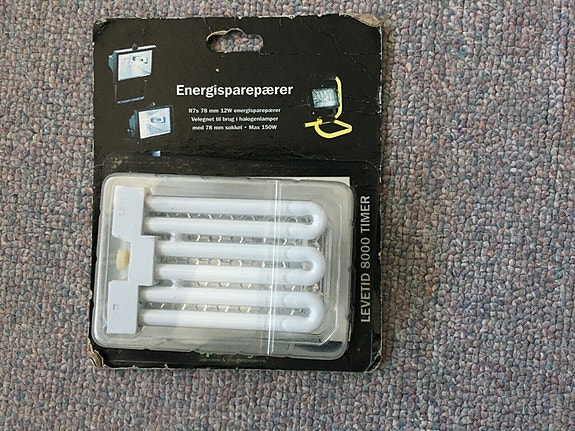 Energisparepærer
R7s 78 mm 12W energisparepærer
Velegnet til brug i halogenlamper
med 78 mm sokkel • Max 150W
LEVETID 8000 TIMER